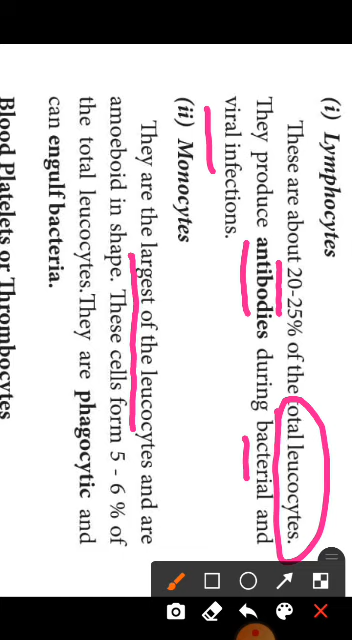 (i) Lymphocytes
These are about 20-25% of the total leucocytes.
They produce antibodies during bacterial and
viral infections.
(ii) Monocytes
They are the largest of the leucocytes and are
amoeboid in shape. These cells form 5 - 6 % of
the total leucocytes.They are phagocytic and
can engulf bacteria.
Blood Platelets or Thrombocytes